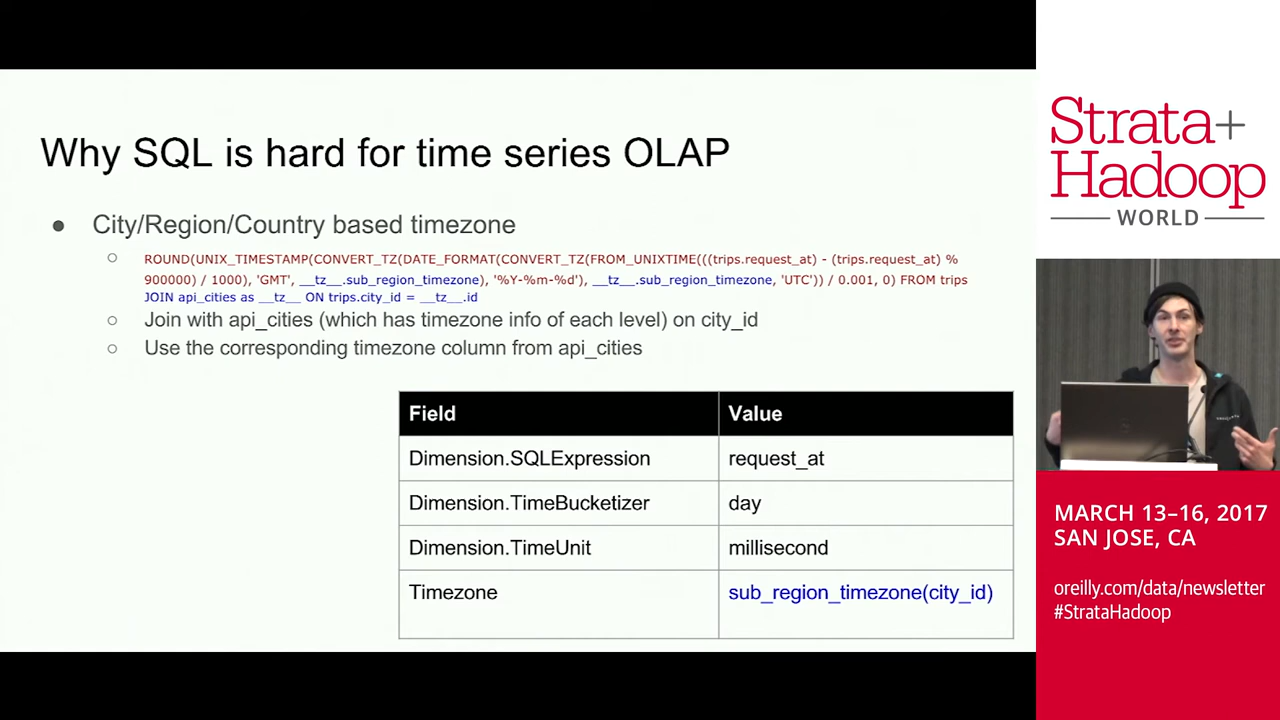 Why SQL is hard for time series OLAP
● City/Region/Country based timezone
○ ROUND(UNIX_TIMESTAMP(CONVERT_TZ(DATE_FORMAT(CONVERT_TZ(FROM_UNIXTIME(((trips.request_at) - (trips.request_at) %
900000) / 1000), 'GMT', __tz__.sub_region_timezone), '%Y-%m-%d'), __tz__.sub_region_timezone, 'UTC')) / 0.001, 0) FROM trips
JOIN api_cities as __tz__ ON trips.city_id = __tz__.id
○ Join with api_cities (which has timezone info of each level) on city_id
○ Use the corresponding timezone column from api_cities
Field Value
Dimension.SQLExpression request_at
Dimension.TimeBucketizer day
Dimension.TimeUnit millisecond
Timezone sub_region_timezone(city_id)
Strata+
Hadoop
WORLD
MARCH 13–16, 2017
SAN JOSE, CA
oreilly.com/data/newsletter
#StrataHadoop